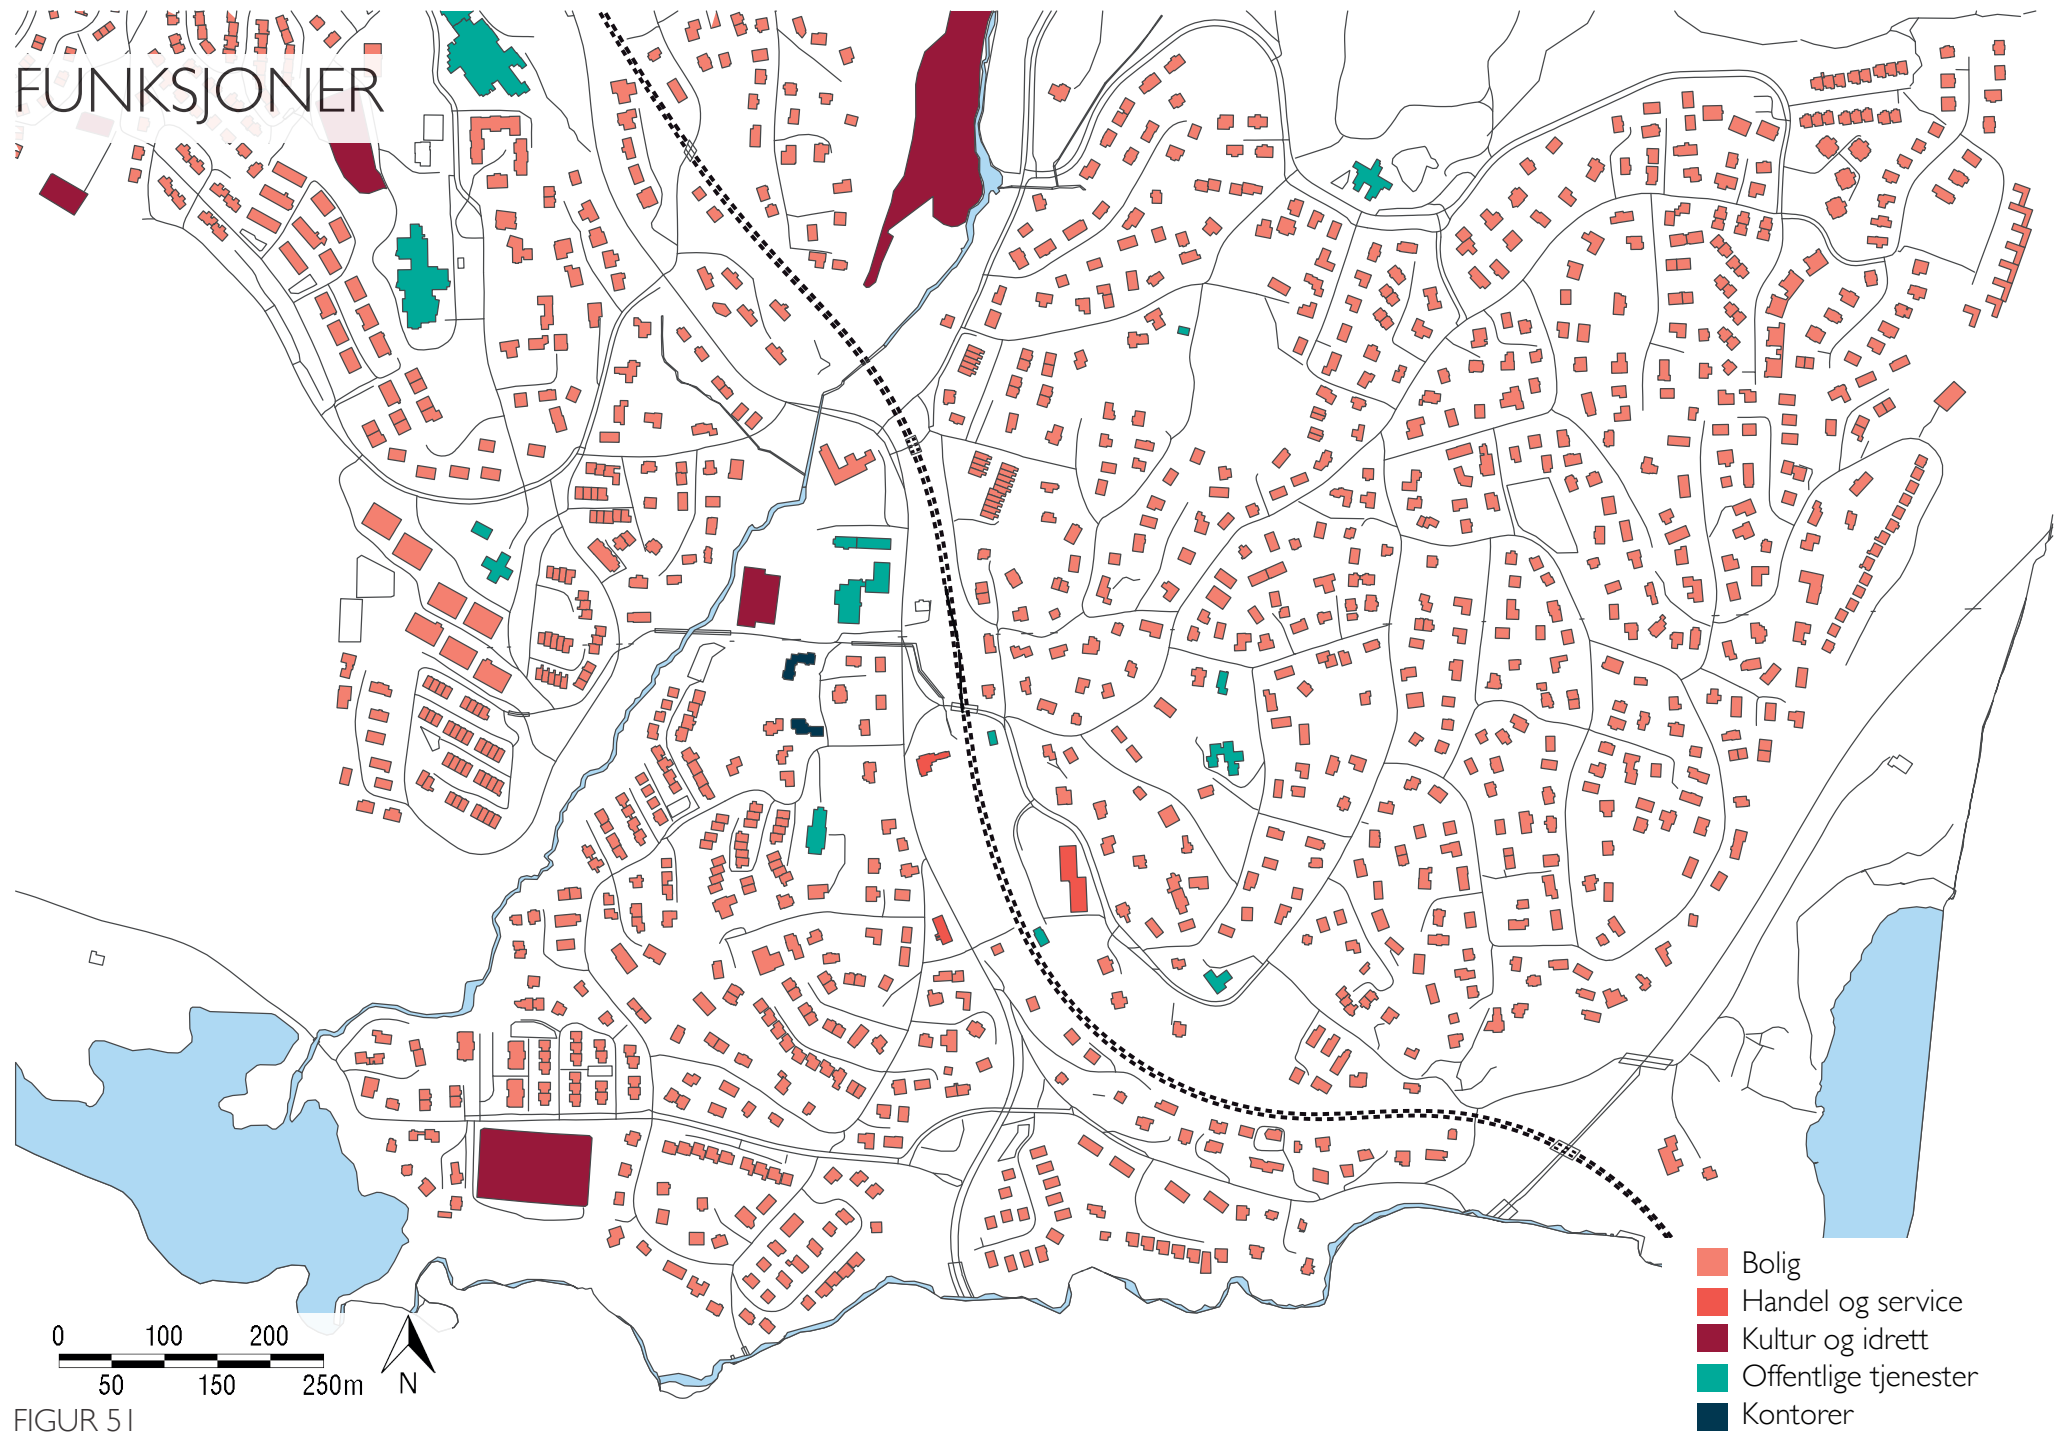 FUNKSJONER
Bolig
Handel og service
Kultur og idrett
Offentlige tjenester
Kontorer
0 100 200
50 150 250m
N
FIGUR 51